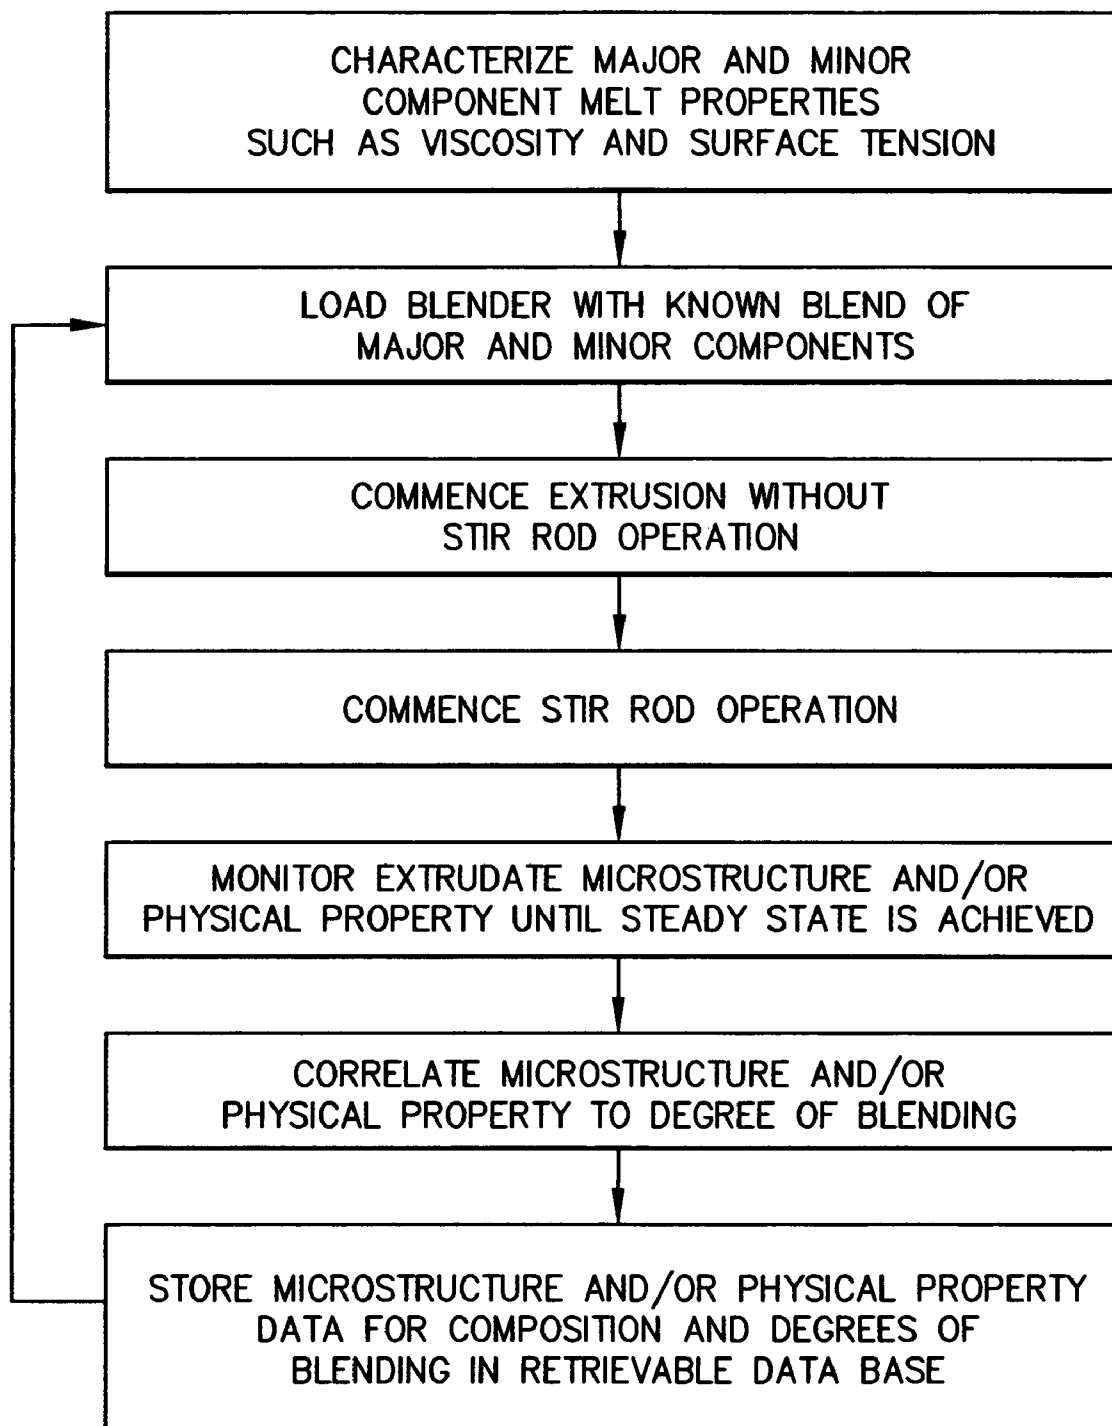 CHARACTERIZE MAJOR AND MINOR
COMPONENT MELT PROPERTIES
SUCH AS VISCOSITY AND SURFACE TENSION
LOAD BLENDER WITH KNOWN BLEND OF
MAJOR AND MINOR COMPONENTS
COMMENCE EXTRUSION WITHOUT
STIR ROD OPERATION
COMMENCE STIR ROD OPERATION
MONITOR EXTRUDATE MICROSTRUCTURE AND/OR
PHYSICAL PROPERTY UNTIL STEADY STATE IS ACHIEVED
CORRELATE MICROSTRUCTURE AND/OR
PHYSICAL PROPERTY TO DEGREE OF BLENDING
STORE MICROSTRUCTURE AND/OR PHYSICAL PROPERTY
DATA FOR COMPOSITION AND DEGREES OF
BLENDING IN RETRIEVABLE DATA BASE